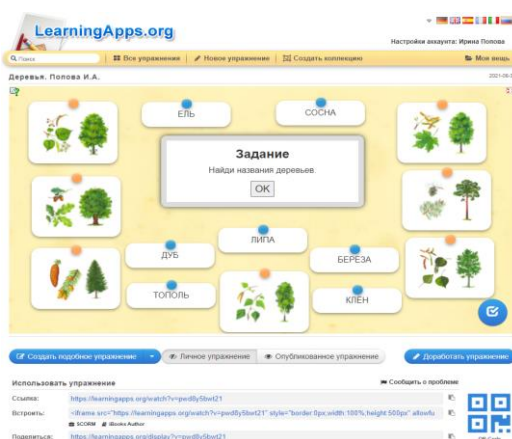 LearningApps.org
Настройки аккаунта: Ирина Попова
Поиск
Все упражнения
Новое упражнение
Создать коллекцию
Мои вещь
Деревья. Попова И.А.
ЕЛЬ
СОСНА
Задание
Найди названия деревьев.
OK
ЛИПА
ДУБ
БЕРЁЗА
ТОПОЛЬ
КЛЁН
Создать подобное упражнение
Личное упражнение
Опубликованное упражнение
Доработать упражнение
Использовать упражнение
Сообщить о проблеме
Ссылка:
https://learningapps.org/watch?v=pwd8y5bwt21
Встроить:
<iframe src="https://learningapps.org/watch?v=pwd8y5bwt21" style="border:0px;width:100%;height:500px" allowfu
SCORM
iBooks Author
Поделиться:
https://learningapps.org/display?v=pwd8y5bwt21